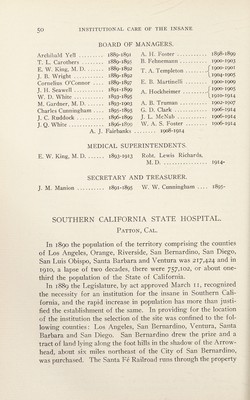 50 INSTITUTIONAL CARE OF THE INSANE
BOARD OF MANAGERS.
Archibald Yell ........ 1889-1891 A. H. Foster ......... 1898-1899
T. L. Carothers ....... 1889-1893 B. Fehnemann ........ 1900-1903
E. W. King, M. D. ..... 1889-1892 T. A. Templeton ...... 1900-1901
J. B. Wright .......... 1889-1892 1904-1905
Cornelius O'Connor .... 1889-1897 E. B. Martinelli ....... 1900-1900
J. H. Seawell ......... 1891-1899 A. Hockheimer ....... 1900-1903
W. D. White .......... 1893-1895 1910-1914
M. Gardner, M. D. ..... 1893-1903 A. B. Truman ........ 1902-1907
Charles Cunningham ... 1895-1896 G. D. Clark .......... 1906-1914
J. C. Ruddock ........ 1896-1899 J. L. McNab ......... 1906-1914
J. Q. White ........... 1896-1899 W. A. S. Foster ....... 1906-1914
A. J. Fairbanks ........ 1908-1914
MEDICAL SUPERINTENDENTS.
E. W. King, M. D. ...... 1893-1913 Robt. Lewis Richards,
M. D. ............. 1914-
SECRETARY AND TREASURER.
J. M. Mannon ........ 1891-1895 W. W. Cunningham .... 1895-
SOUTHERN CALIFORNIA STATE HOSPITAL.
Patton, Cal.
In 1890 the population of the territory comprising the counties
of Los Angeles, Orange, Riverside, San Bernardino, San Diego,
San Luis Obispo, Santa Barbara and Ventura was 217,424 and in
1910, a lapse of two decades, there were 757,102, or about one-
third the population of the State of California.
In 1889 the Legislature, by act approved March 11, recognized
the necessity for an institution for the insane in Southern Cali-
fornia, and the rapid increase in population has more than justi-
fied the establishment of the same. In providing for the location
of the institution the selection of site was confined to the fol-
lowing counties: Los Angeles, San Bernardino, Ventura, Santa
Barbara and San Diego. San Bernardino drew the prize and a
tract of land lying along the foot hills in the shadow of the Arrow-
head, about six miles northeast of the City of San Bernardino,
was purchased. The Santa Fé Railroad runs through the property